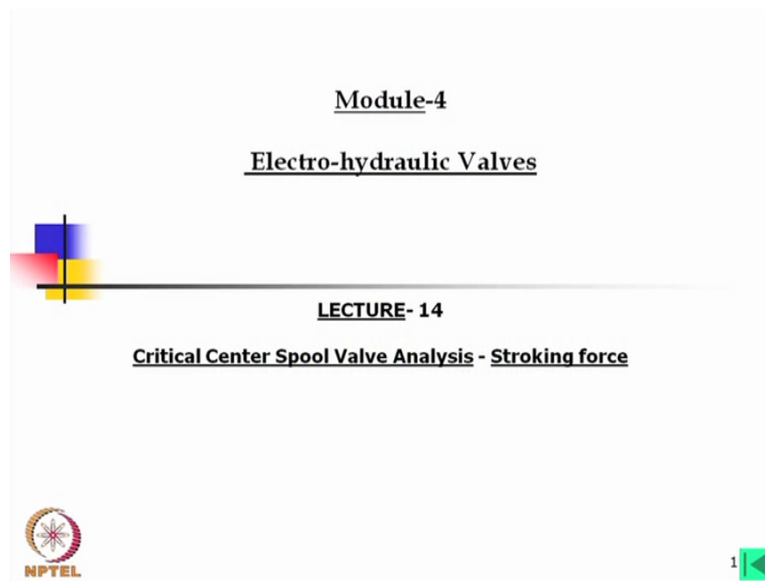 Module-4
Electro-hydraulic Valves
LECTURE- 14
Critical Center Spool Valve Analysis - Stroking force
NPTEL
1